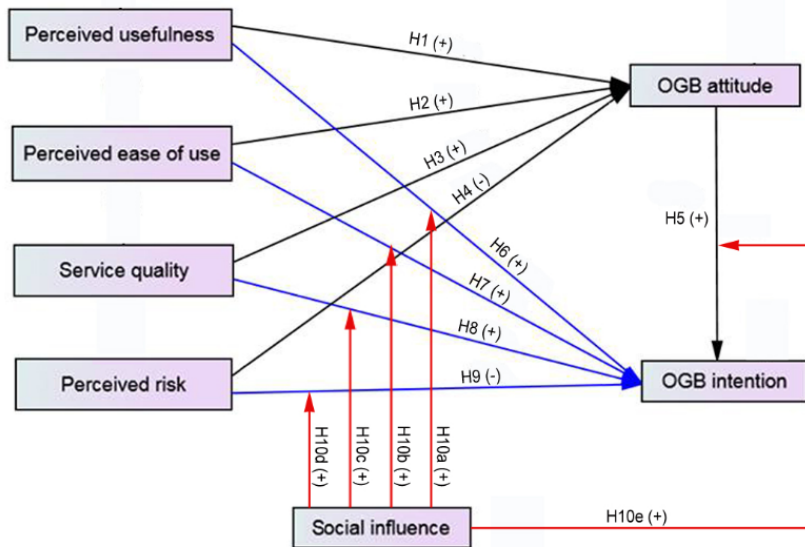 Perceived usefulness
H1 (+)
OGB attitude
H2 (+)
Perceived ease of use
H3 (+)
H4 (-)
H5 (+)
H6 (+)
Service quality
H7 (+)
H8 (+)
Perceived risk
H9 (-)
OGB intention
H10d (+)
H10c (+)
H10b (+)
H10a (+)
Social influence
H10e (+)